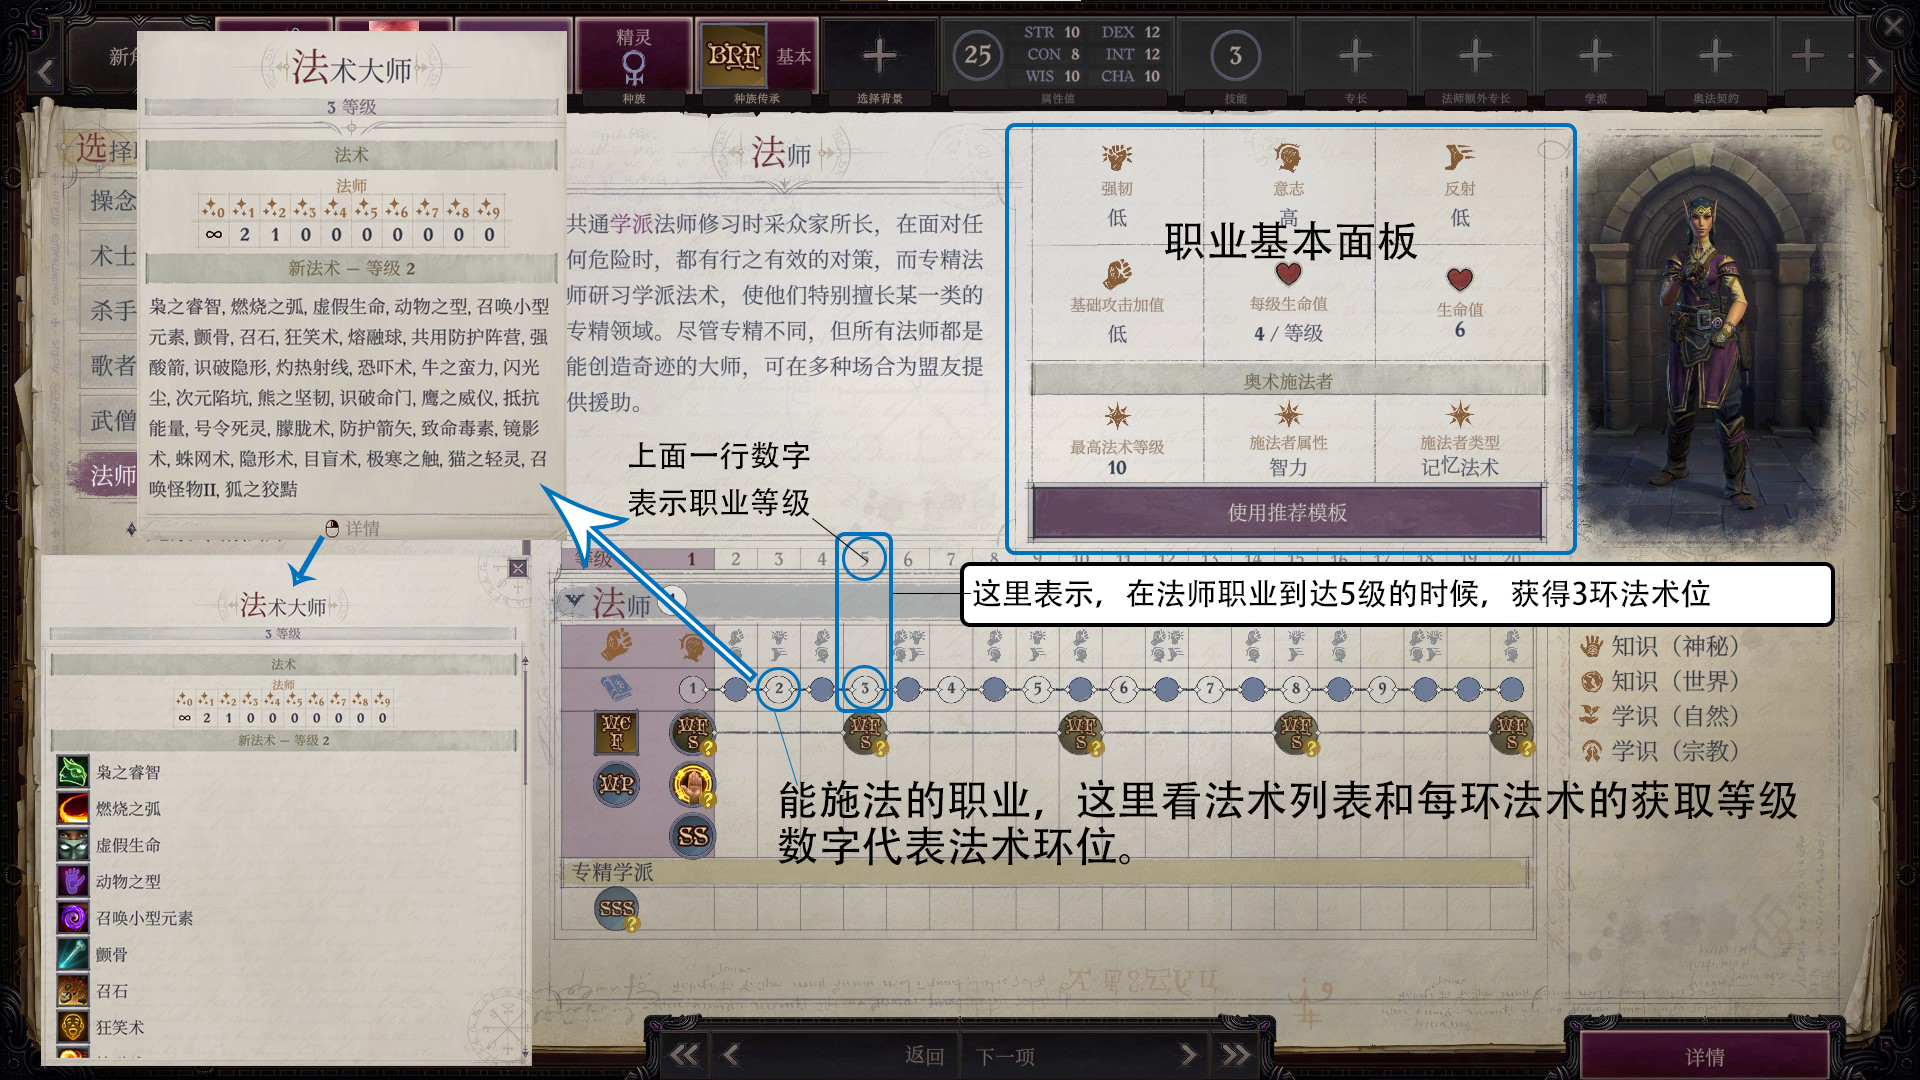 新角
精灵
BRF
基本
25
STR 10 DEX 12
CON 8 INT 12
WIS 10 CHA 10
3
种族
种族传承
选择背景
属性值
技能
专长
法师额外专长
学派
奥法契约
选择
操念
术士
杀手
歌者
武僧
法师
法术大师
3 等级
法术
法师
0 1 2 3 4 5 6 7 8 9
∞ 2 1 0 0 0 0 0 0 0
新法术 – 等级 2
枭之睿智, 燃烧之弧, 虚假生命, 动物之型, 召唤小型
元素, 颤骨, 召石, 狂笑术, 熔融球, 共用防护阵营, 强
酸箭, 识破隐形, 灼热射线, 恐吓术, 牛之蛮力, 闪光
尘, 次元陷坑, 熊之坚韧, 识破命门, 鹰之威仪, 抵抗
能量, 号令死灵, 朦胧术, 防护箭矢, 致命毒素, 镜影
术, 蛛网术, 隐形术, 目盲术, 极寒之触, 猫之轻灵, 召
唤怪物II, 狐之狡黠
详情
法术大师
3 等级
法术
法师
0 1 2 3 4 5 6 7 8 9
∞ 2 1 0 0 0 0 0 0 0
新法术 – 等级 2
枭之睿智
燃烧之弧
虚假生命
动物之型
召唤小型元素
颤骨
召石
狂笑术
法师
共通学派法师修习时采众家所长，在面对任
何危险时，都有行之有效的对策，而专精法
师研习学派法术，使他们特别擅长某一类的
专精领域。尽管专精不同，但所有法师都是
能创造奇迹的大师，可在多种场合为盟友提
供援助。
上面一行数字
表示职业等级
强韧
低
意志
高
反射
低
职业基本面板
基础攻击加值
低
每级生命值
4 / 等级
生命值
6
奥术施法者
最高法术等级
10
施法者属性
智力
施法者类型
记忆法术
使用推荐模板
等级 1 2 3 4 5 6 7 8 9 10 11 12 13 14 15 16 17 18 19 20
这里表示，在法师职业到达5级的时候，获得3环法术位
法师
1 2 3 4 5 6 7 8 9
WC
F
WF
S
?
WF
S
?
WF
S
?
WF
S
?
WF
S
?
WP
?
SS
能施法的职业，这里看法术列表和每环法术的获取等级
数字代表法术环位。
专精学派
SSS
?
知识（神秘）
知识（世界）
学识（自然）
学识（宗教）
返回
下一项
详情